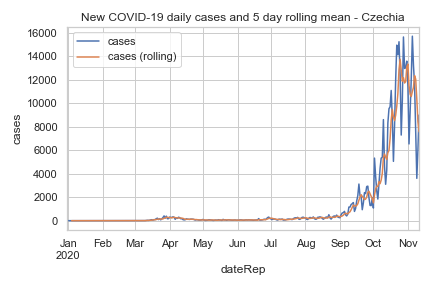 New COVID-19 daily cases and 5 day rolling mean - Czechia
cases
cases (rolling)
16000
14000
12000
10000
8000
6000
4000
2000
0
cases
Jan Feb Mar Apr May Jun Jul Aug Sep Oct Nov
2020
dateRep